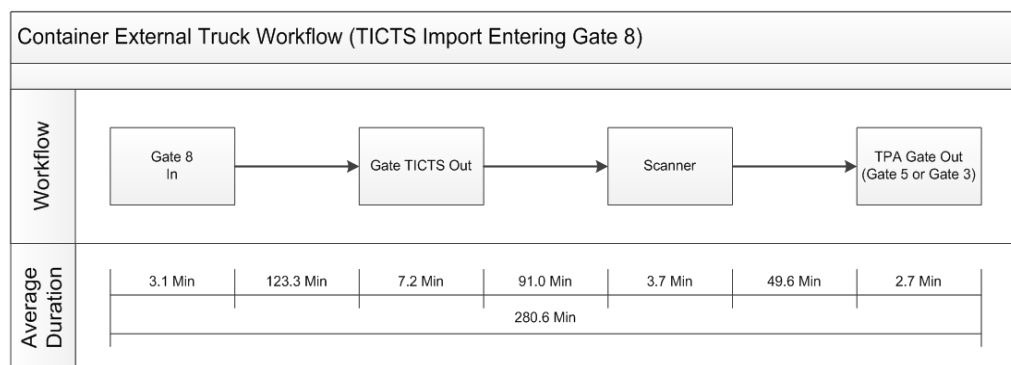 Container External Truck Workflow (TICTS Import Entering Gate 8)
Workflow
Gate 8
In
Gate TICTS Out
Scanner
TPA Gate Out
(Gate 5 or Gate 3)
Average
Duration
3.1 Min
123.3 Min
7.2 Min
91.0 Min
3.7 Min
49.6 Min
2.7 Min
280.6 Min